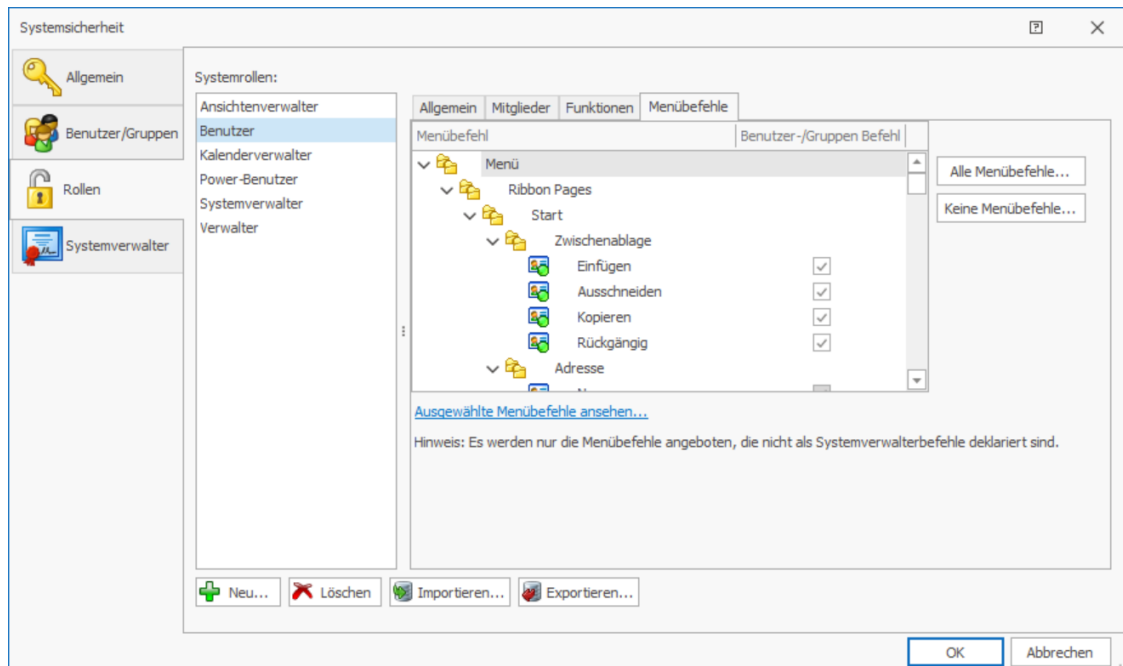 Systemsicherheit
Allgemein
Benutzer/Gruppen
Rollen
Systemverwalter
Systemrollen:
Ansichtenverwalter
Benutzer
Kalenderverwalter
Power-Benutzer
Systemverwalter
Verwalter
Allgemein Mitglieder Funktionen Menübefehle
Menübefehl Benutzer-/Gruppen Befehl
Menü
Ribbon Pages
Start
Zwischenablage
Einfügen
Ausschneiden
Kopieren
Rückgängig
Adresse
Alle Menübefehle...
Keine Menübefehle...
Ausgewählte Menübefehle ansehen...
Hinweis: Es werden nur die Menübefehle angeboten, die nicht als Systemverwalterbefehle deklariert sind.
Neu... Löschen Importieren... Exportieren...
OK Abbrechen